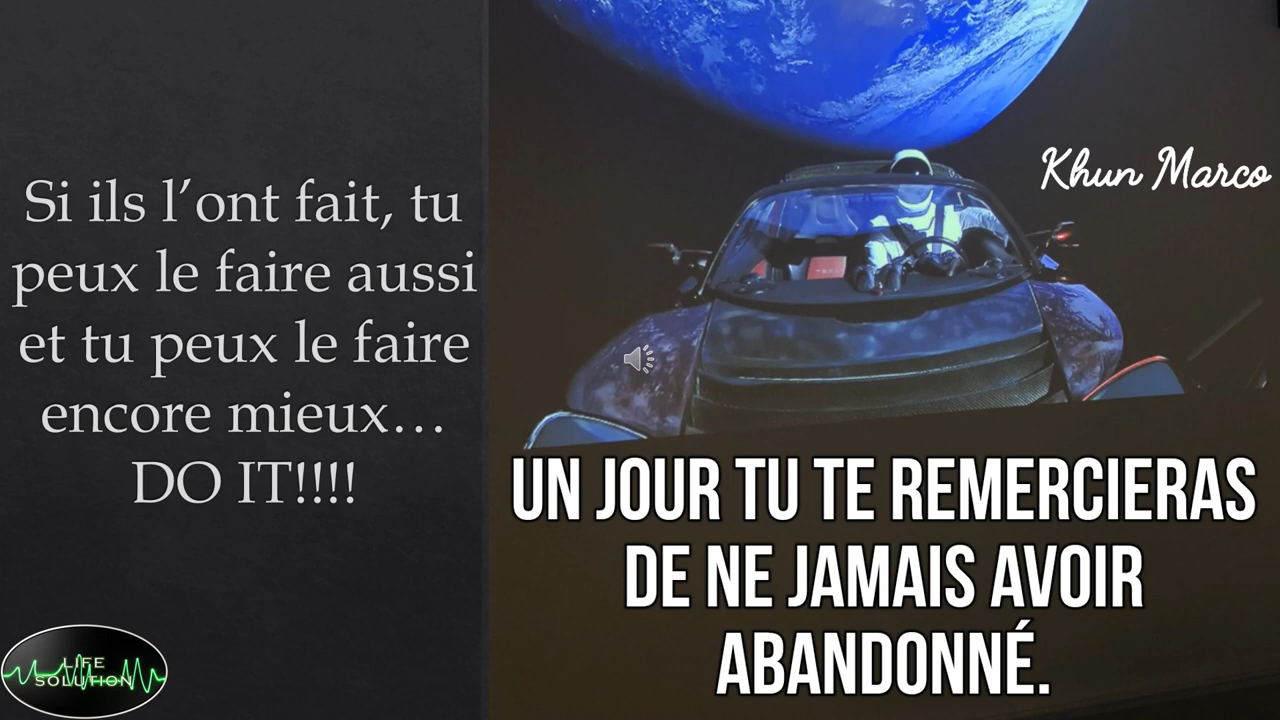 Si ils l’ont fait, tu
peux le faire aussi
et tu peux le faire
encore mieux…
DO IT!!!!
LIFE
SOLUTION
Khun Marco
UN JOUR TU TE REMERCIERAS
DE NE JAMAIS AVOIR
ABANDONNÉ.